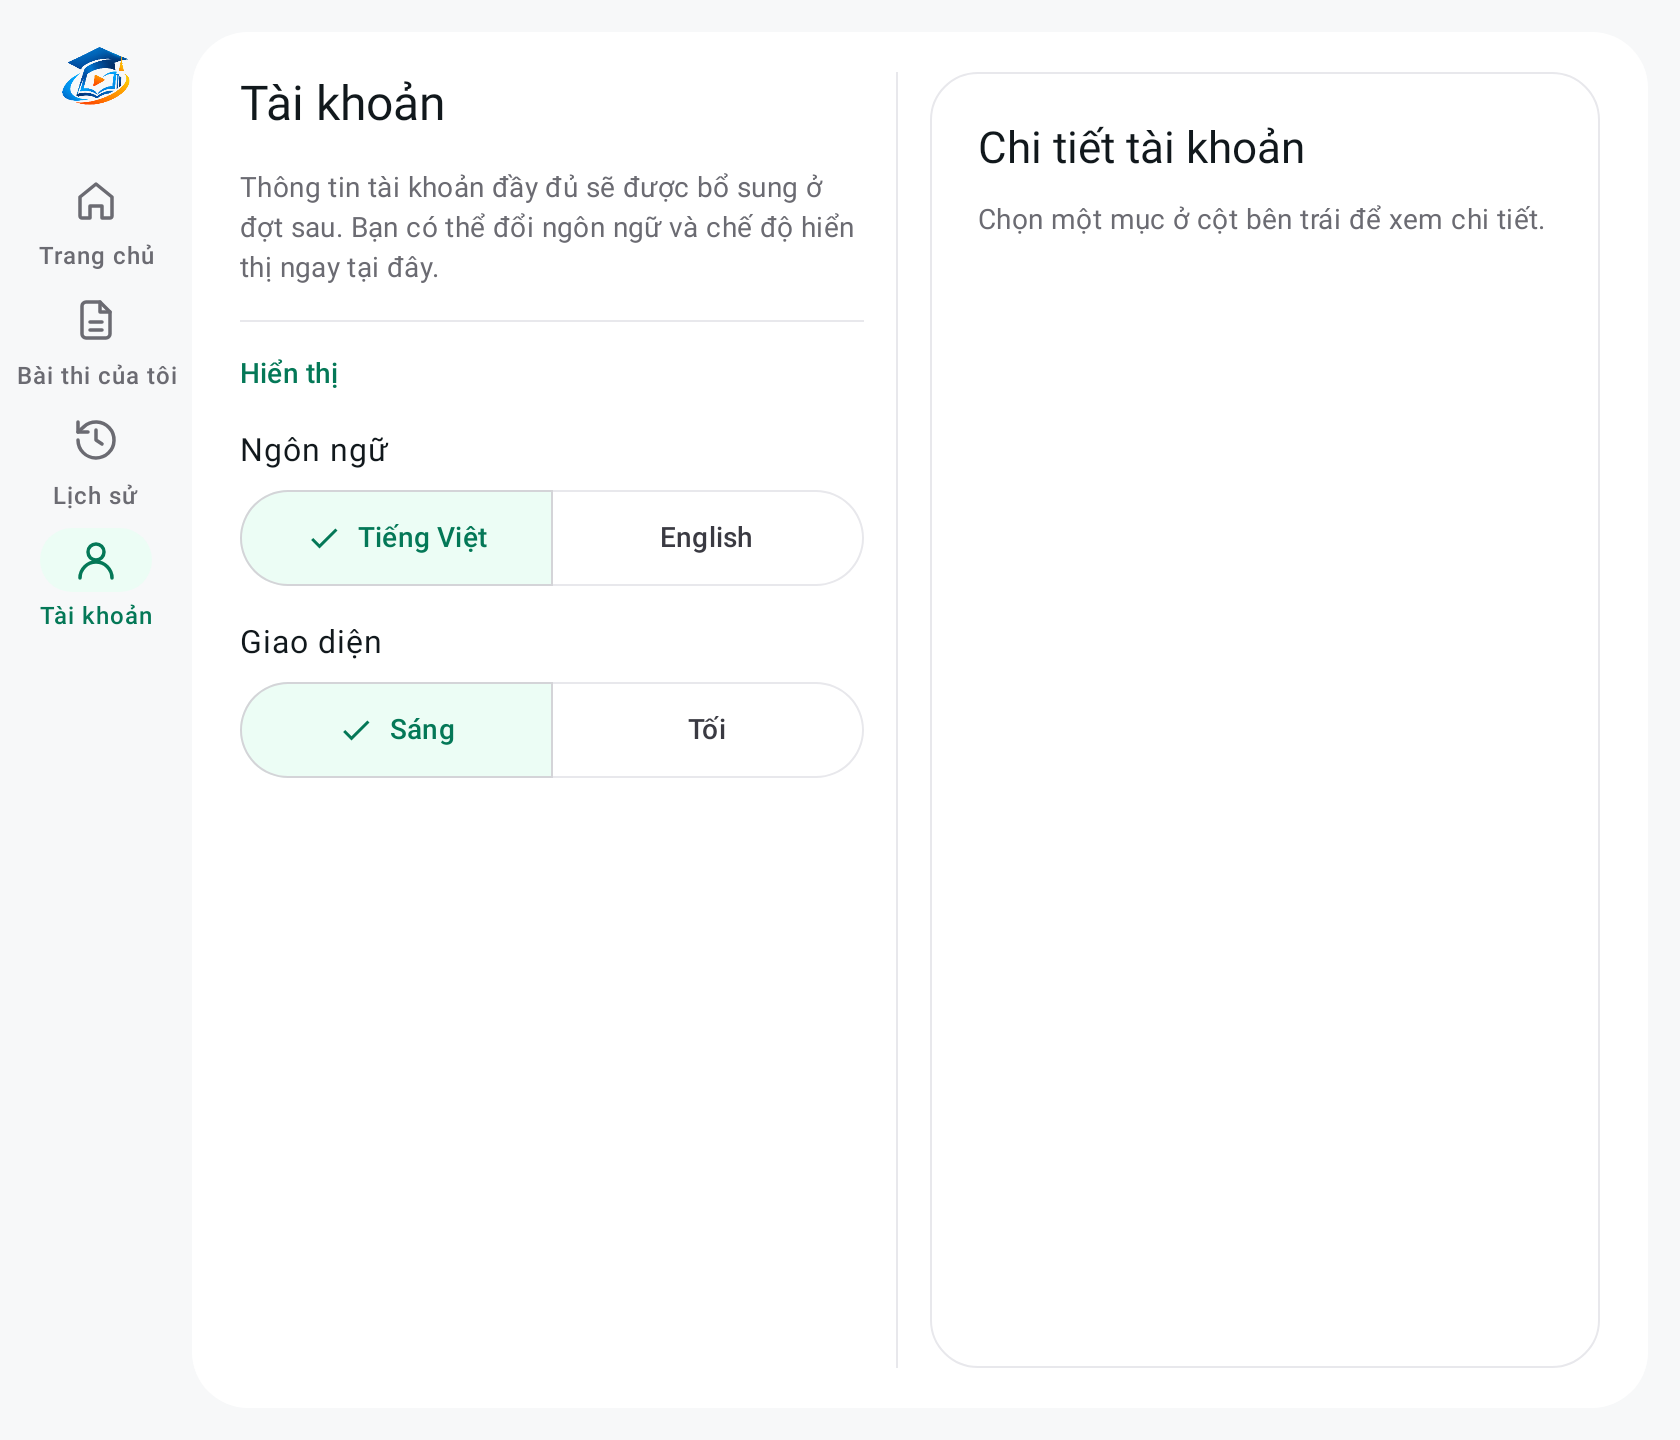 Trang chủ
Bài thi của tôi
Lịch sử
Tài khoản
Tài khoản
Thông tin tài khoản đầy đủ sẽ được bổ sung ở
đợt sau. Bạn có thể đổi ngôn ngữ và chế độ hiển
thị ngay tại đây.
Hiển thị
Ngôn ngữ
Tiếng Việt
English
Giao diện
Sáng
Tối
Chi tiết tài khoản
Chọn một mục ở cột bên trái để xem chi tiết.